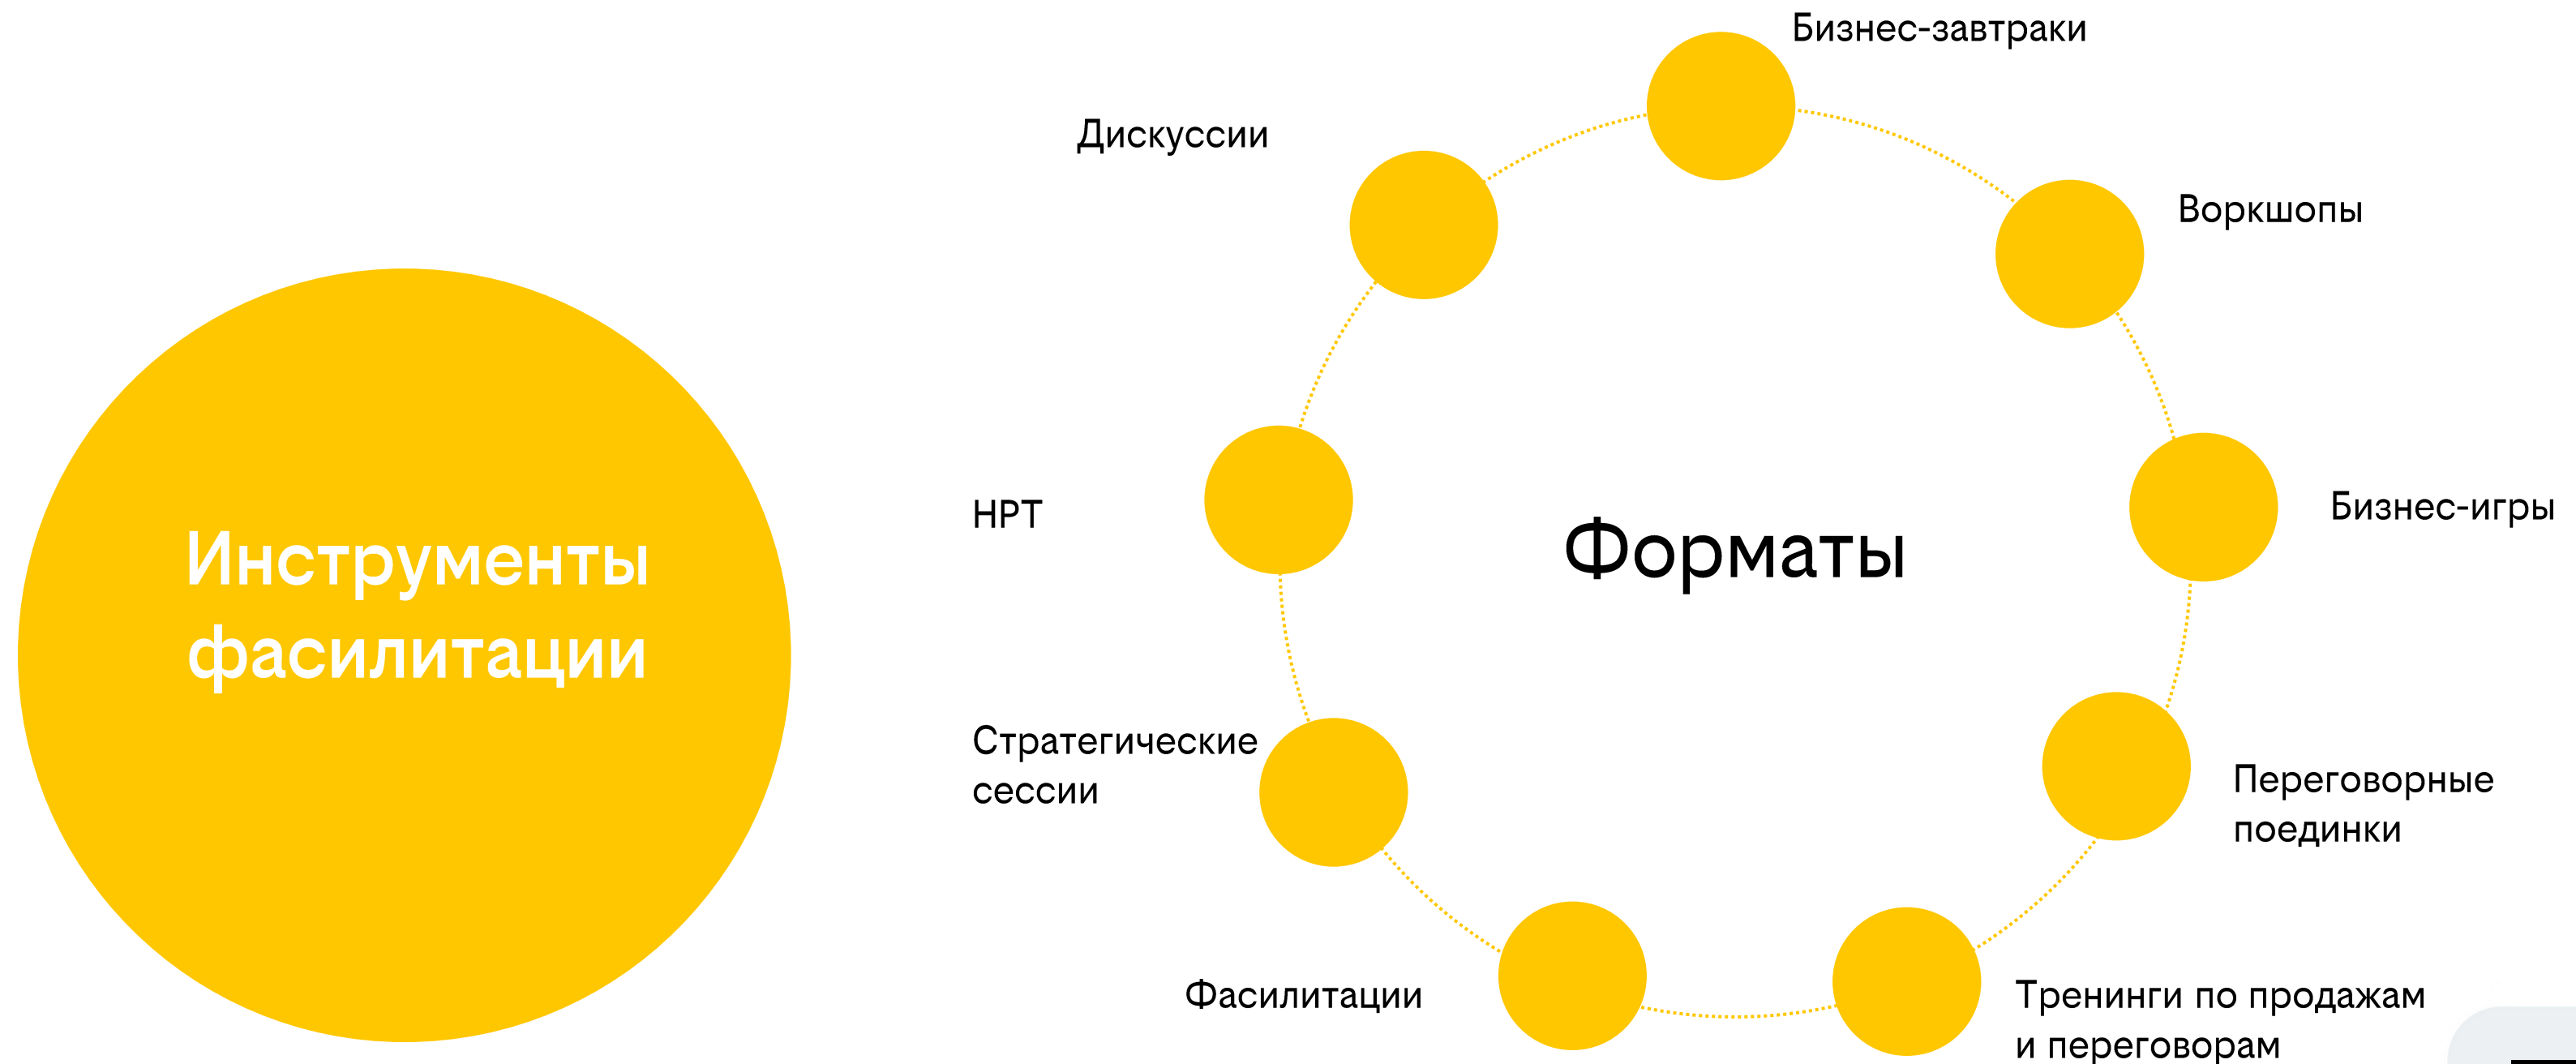 Инструменты
фасилитации
Форматы
Бизнес-завтраки
Воркшопы
Бизнес-игры
Переговорные
поединки
Тренинги по продажам
и переговорам
Фасилитации
Стратегические
сессии
НРТ
Дискуссии